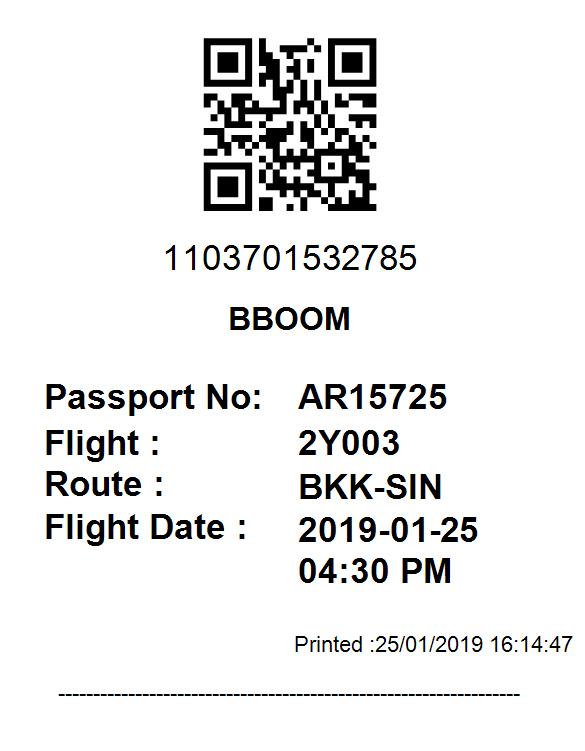 1103701532785
BBOOM
Passport No: AR15725
Flight : 2Y003
Route : BKK-SIN
Flight Date : 2019-01-25
04:30 PM
Printed :25/01/2019 16:14:47